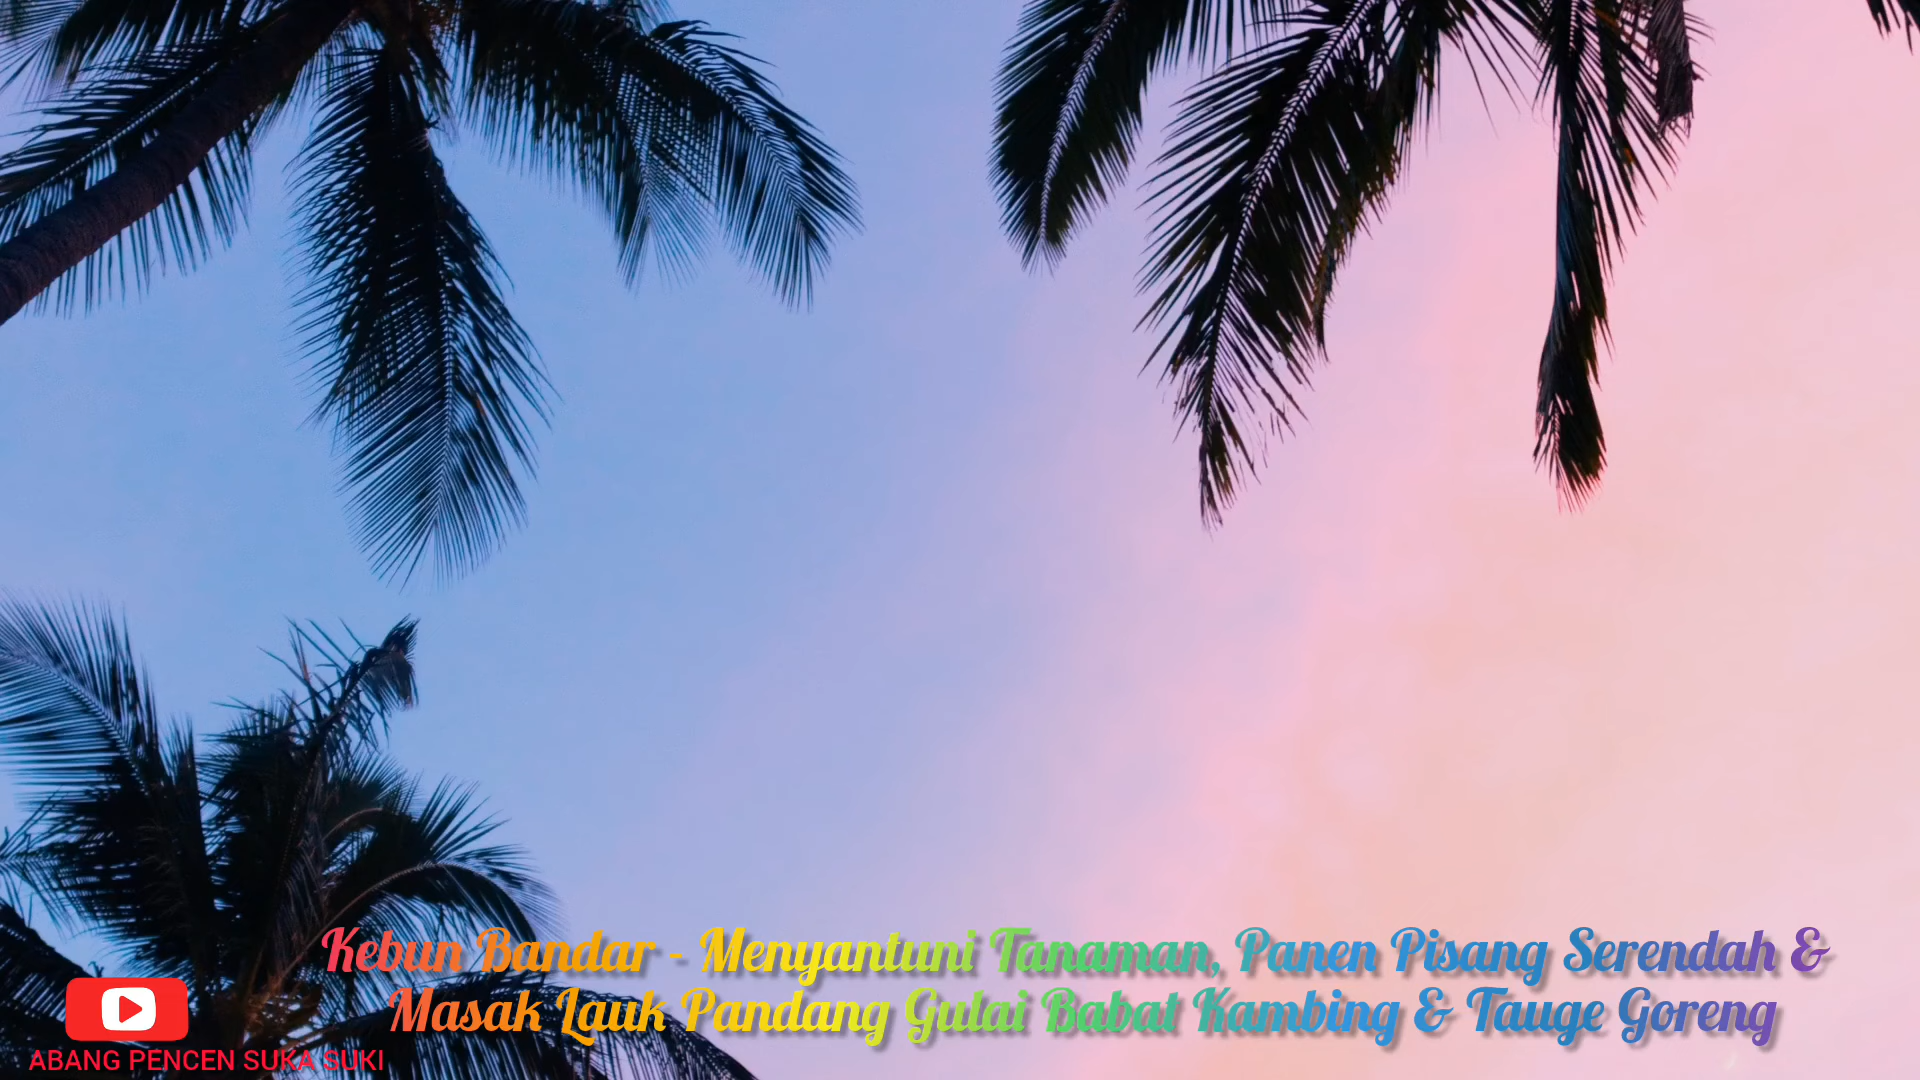 Kebun Bandar - Menyantuni Tanaman, Panen Pisang Serendah &
Masak Lauk Pandang Gulai Babat Kambing & Tauge Goreng
ABANG PENCEN SUKA SUKI